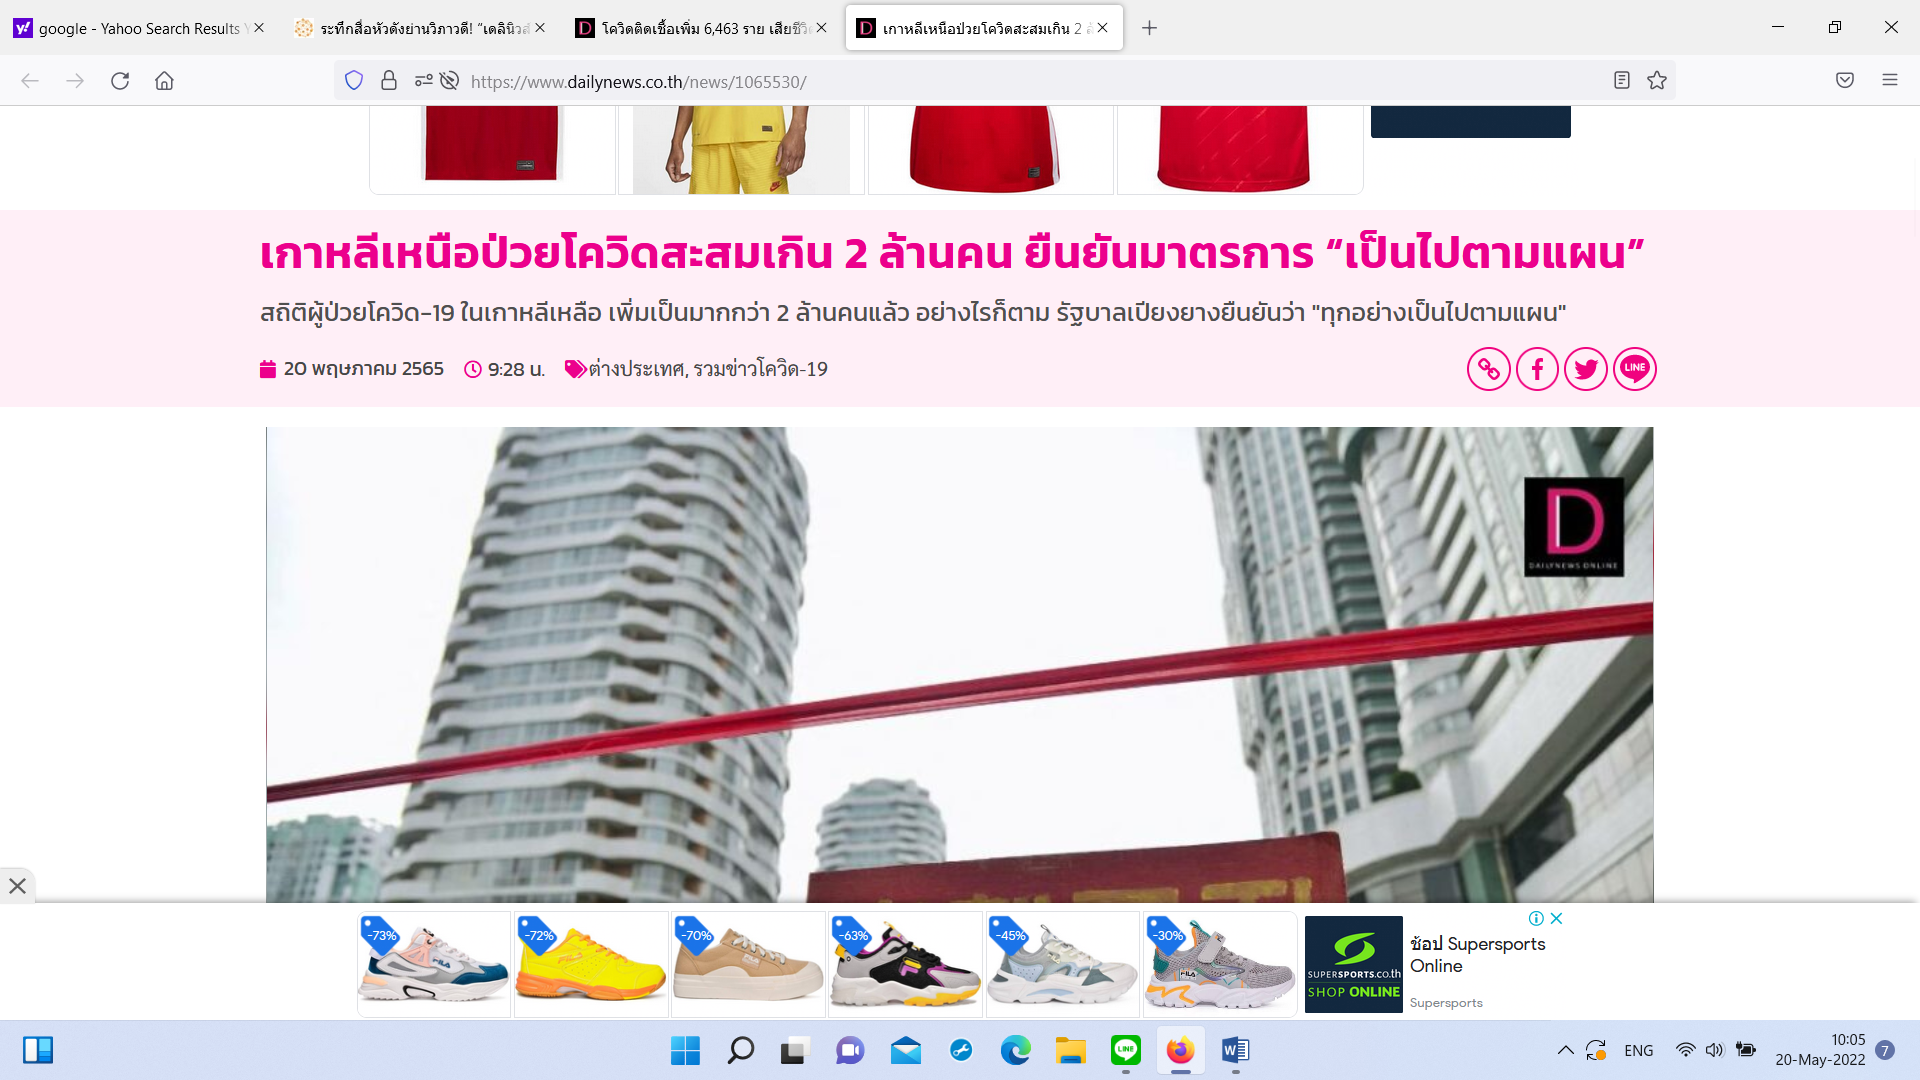 google - Yahoo Search Results Y
ระทึกสื่อหัวดังย่านวิภาวดี! “เดลินิวส์
โควิดติดเชื้อเพิ่ม 6,463 ราย เสียชีวิต
เกาหลีเหนือป่วยโควิดสะสมเกิน 2 ล้
https://www.dailynews.co.th/news/1065530/
เกาหลีเหนือป่วยโควิดสะสมเกิน 2 ล้านคน ยืนยันมาตรการ “เป็นไปตามแผน”
สถิติผู้ป่วยโควิด-19 ในเกาหลีเหลือ เพิ่มเป็นมากกว่า 2 ล้านคนแล้ว อย่างไรก็ตาม รัฐบาลเปียงยางยืนยันว่า "ทุกอย่างเป็นไปตามแผน"
20 พฤษภาคม 2565 9:28 น. ต่างประเทศ, รวมข่าวโควิด-19
LINE
D
DAILYNEWS ONLINE
-73%
-72%
-70%
-63%
-45%
-30%
SUPERSPORTS.co.th
SHOP ONLINE
ช้อป Supersports
Online
Supersports
ENG
10:05
20-May-2022
7